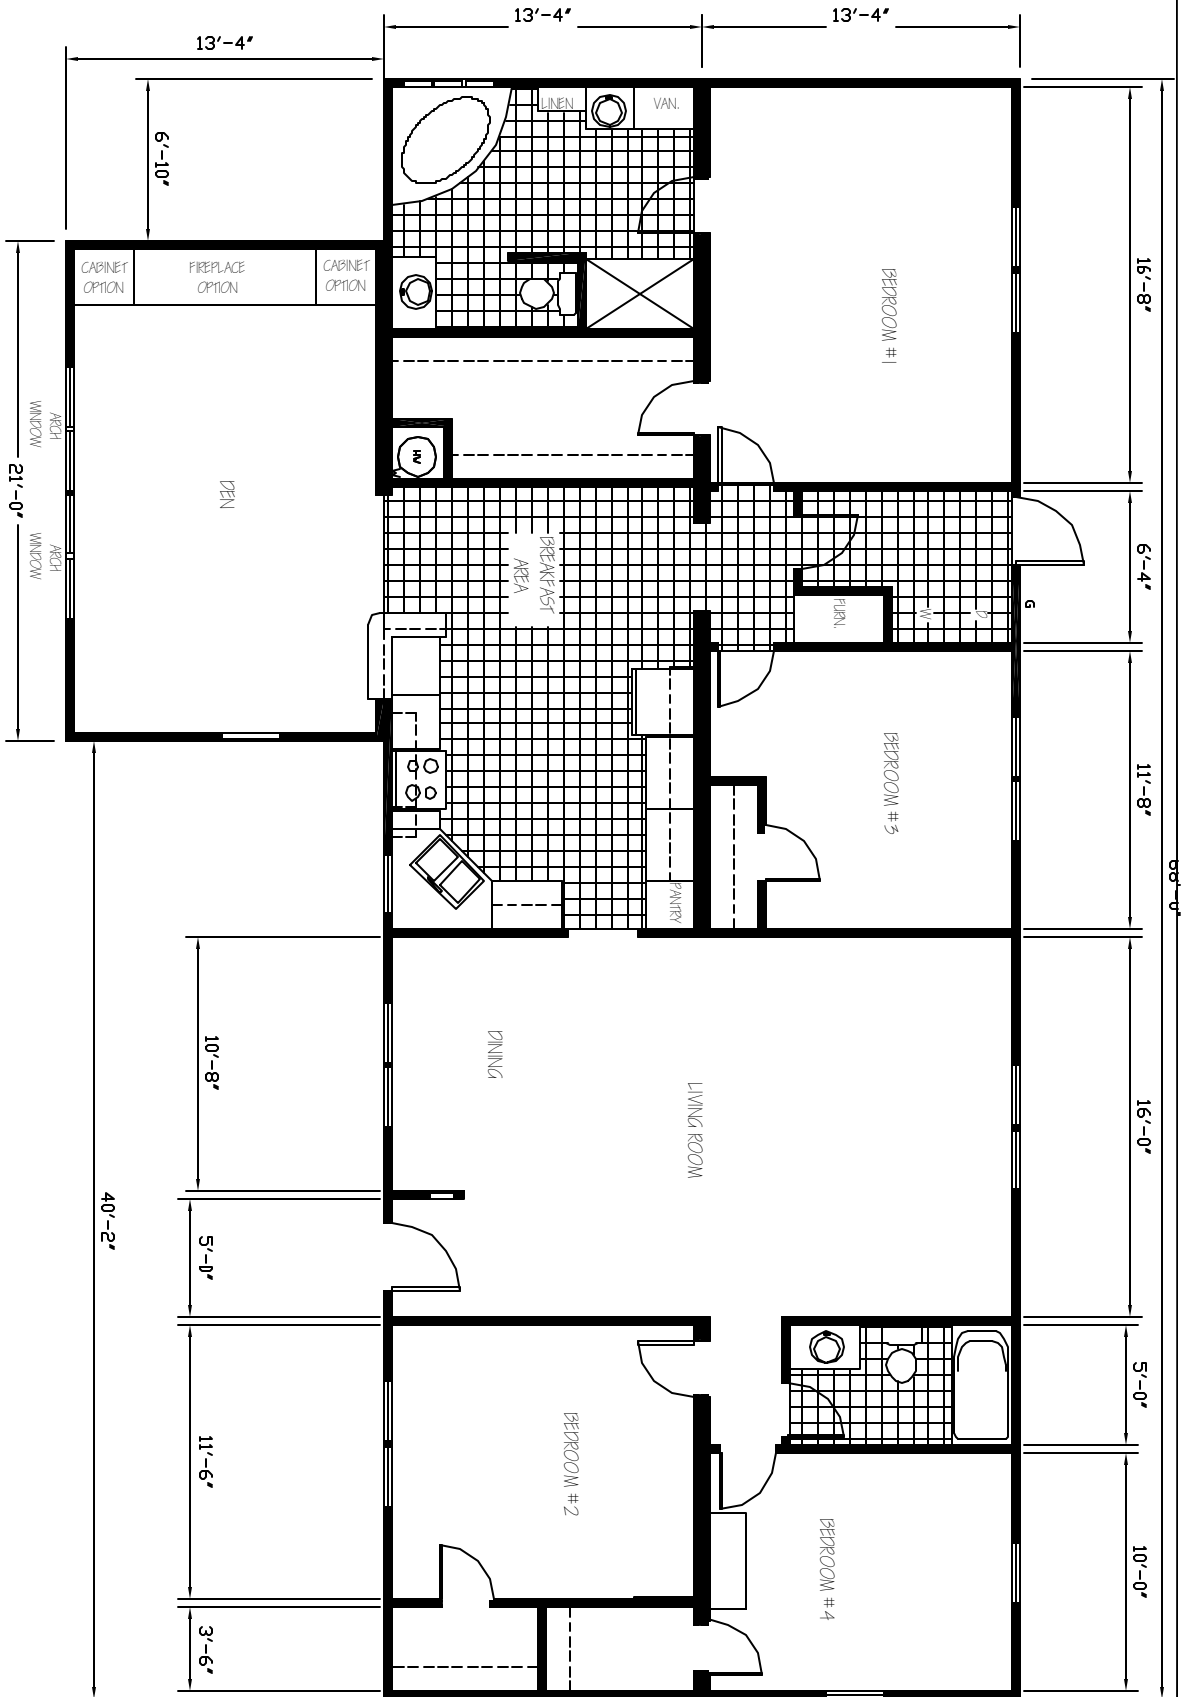 13'-4"
13'-4"
13'-4"
6'-10"
LINEN
VAN.
CABINET
OPTION
FIREPLACE
OPTION
CABINET
OPTION
BEDROOM #1
16'-8"
ARCH
WINDOW
21'-0"
DEN
HW
ARCH
WINDOW
BREAKFAST
AREA
FURN.
W
D
G
6'-4"
BEDROOM #3
11'-8"
PANTRY
DINING
LIVING ROOM
10'-8"
16'-0"
40'-2"
5'-0"
5'-0"
BEDROOM #2
11'-6"
BEDROOM #4
10'-0"
3'-6"